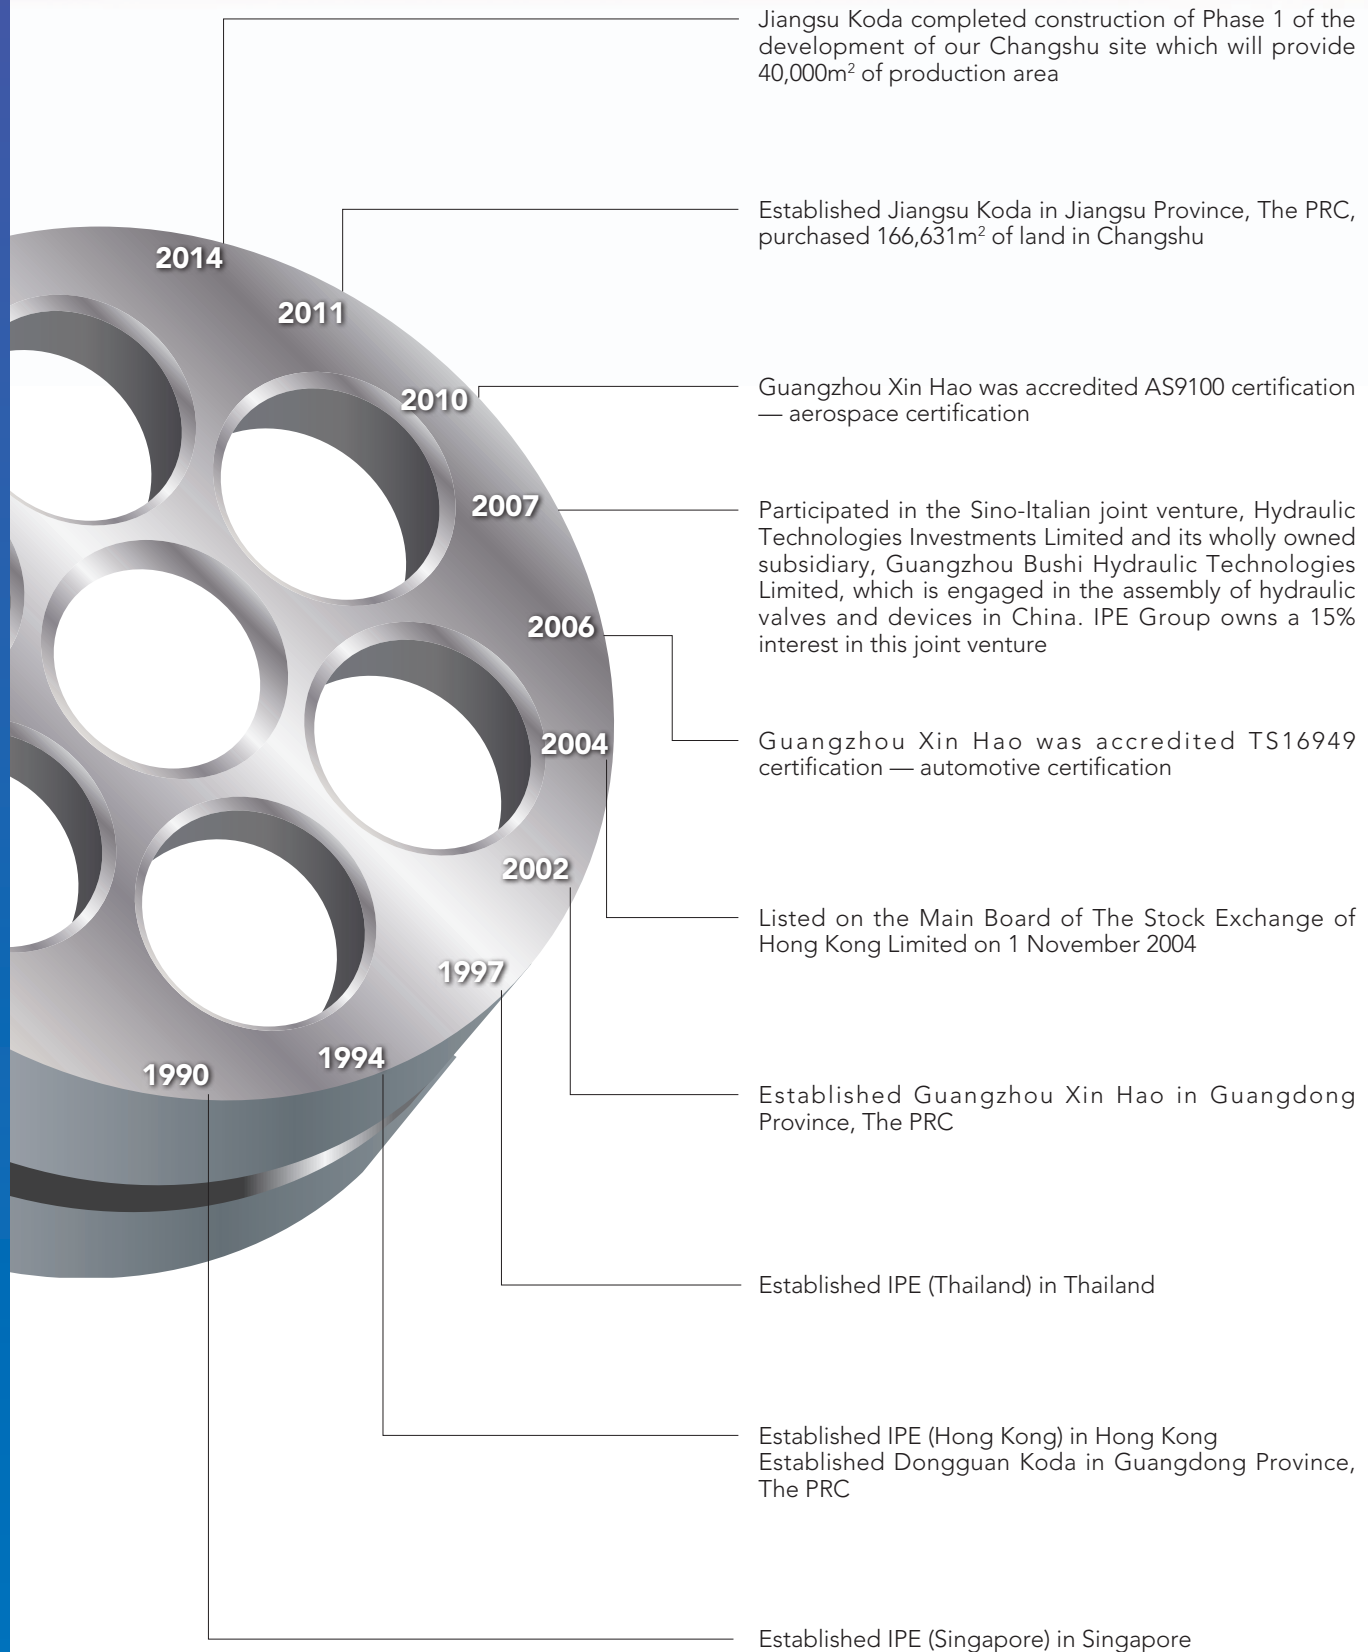 Jiangsu Koda completed construction of Phase 1 of the
development of our Changshu site which will provide
40,000m² of production area
Established Jiangsu Koda in Jiangsu Province, The PRC,
purchased 166,631m² of land in Changshu
2014
2011
Guangzhou Xin Hao was accredited AS9100 certification
— aerospace certification
2010
2007
Participated in the Sino-Italian joint venture, Hydraulic
Technologies Investments Limited and its wholly owned
subsidiary, Guangzhou Bushi Hydraulic Technologies
Limited, which is engaged in the assembly of hydraulic
valves and devices in China. IPE Group owns a 15%
interest in this joint venture
2006
Guangzhou Xin Hao was accredited TS16949
certification — automotive certification
2004
2002
Listed on the Main Board of The Stock Exchange of
Hong Kong Limited on 1 November 2004
1997
1994
1990
Established Guangzhou Xin Hao in Guangdong
Province, The PRC
Established IPE (Thailand) in Thailand
Established IPE (Hong Kong) in Hong Kong
Established Dongguan Koda in Guangdong Province,
The PRC
Established IPE (Singapore) in Singapore